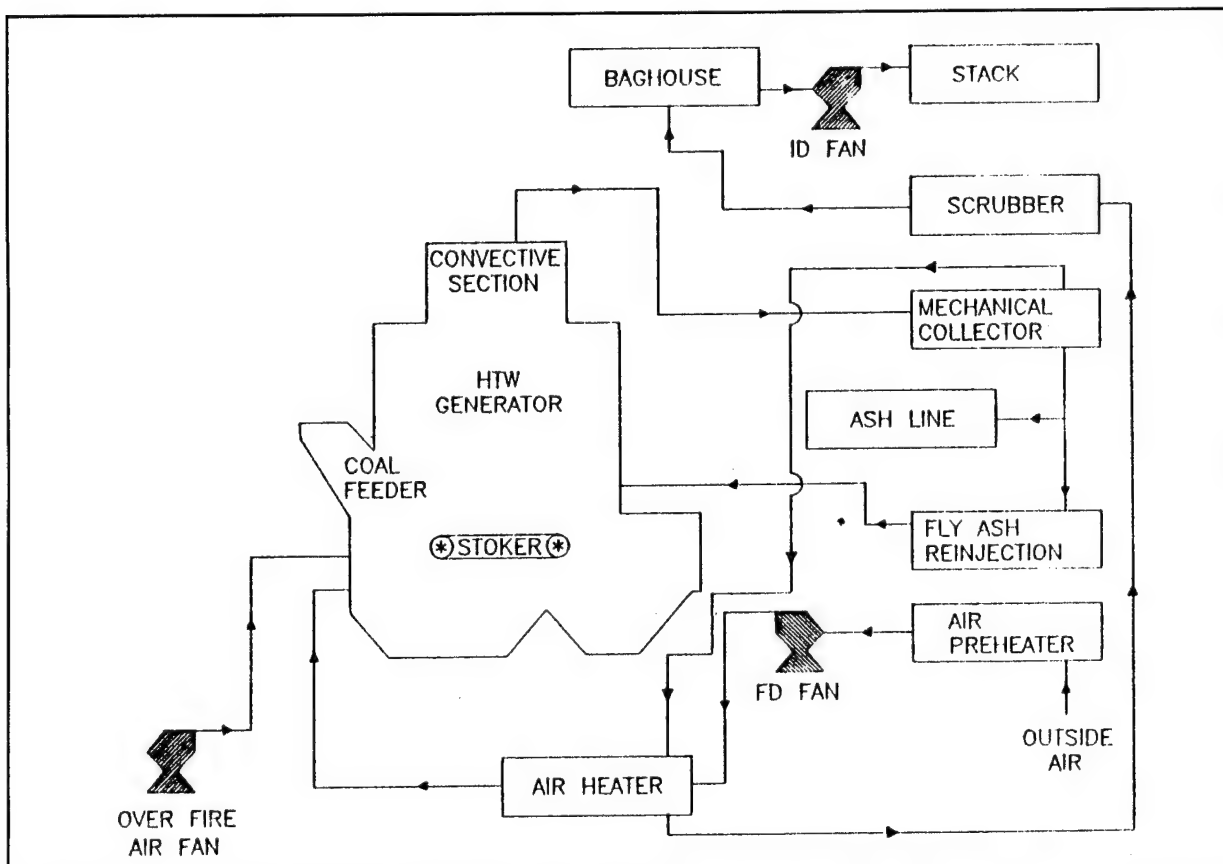 BAGHOUSE
STACK
ID FAN
SCRUBBER
CONVECTIVE
SECTION
MECHANICAL
COLLECTOR
HTW
GENERATOR
ASH LINE
COAL
FEEDER
STOKER
FLY ASH
REINJECTION
AIR
PREHEATER
FD FAN
OUTSIDE
AIR
AIR HEATER
OVER FIRE
AIR FAN